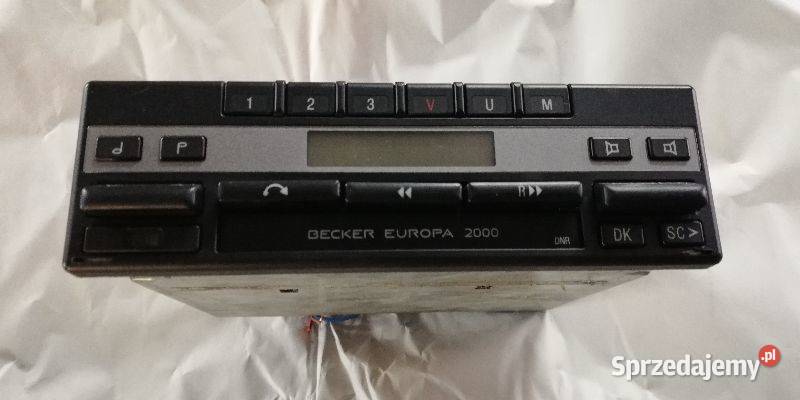 1 2 3 V U M
P
R
BECKER EUROPA 2000
DNR
DK SC>
Sprzedajemy.pl